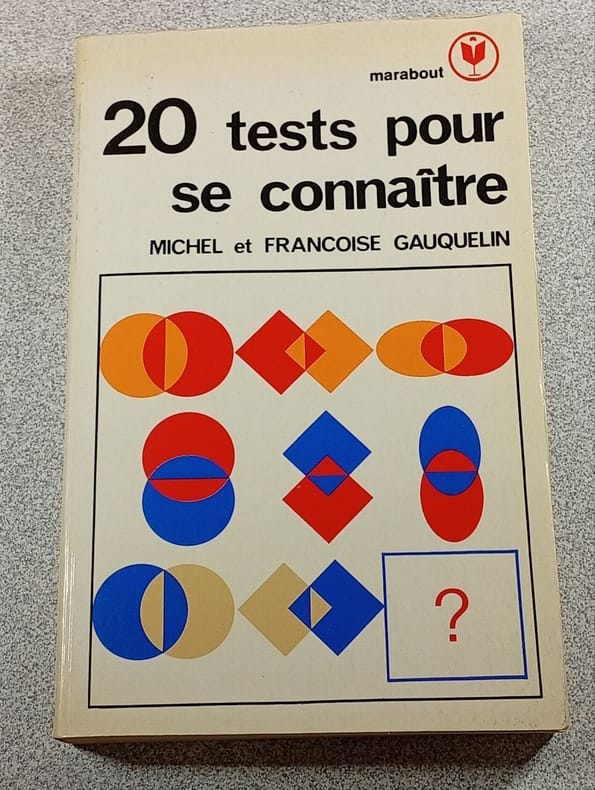 marabout
20 tests pour
se connaître
MICHEL et FRANCOISE GAUQUELIN
?